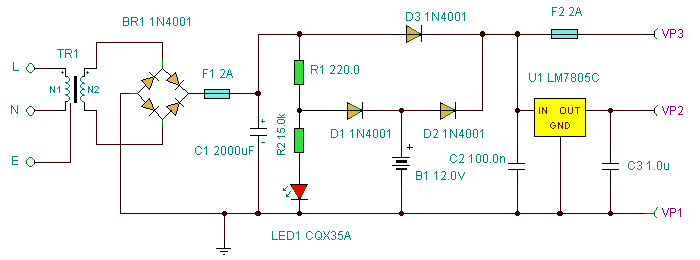 D3 1N4001
F2 2A
BR1 1N4001
VP3
TR1
L
F1 2A
R1 220.0
U1 LM7805C
N1
N2
N
IN OUT
GND
VP2
D1 1N4001
D2 1N4001
R2 15.0k
C1 2000uF
E
+
B1 12.0V
C2 100.0n
C3 1.0u
VP1
LED1 CQX35A